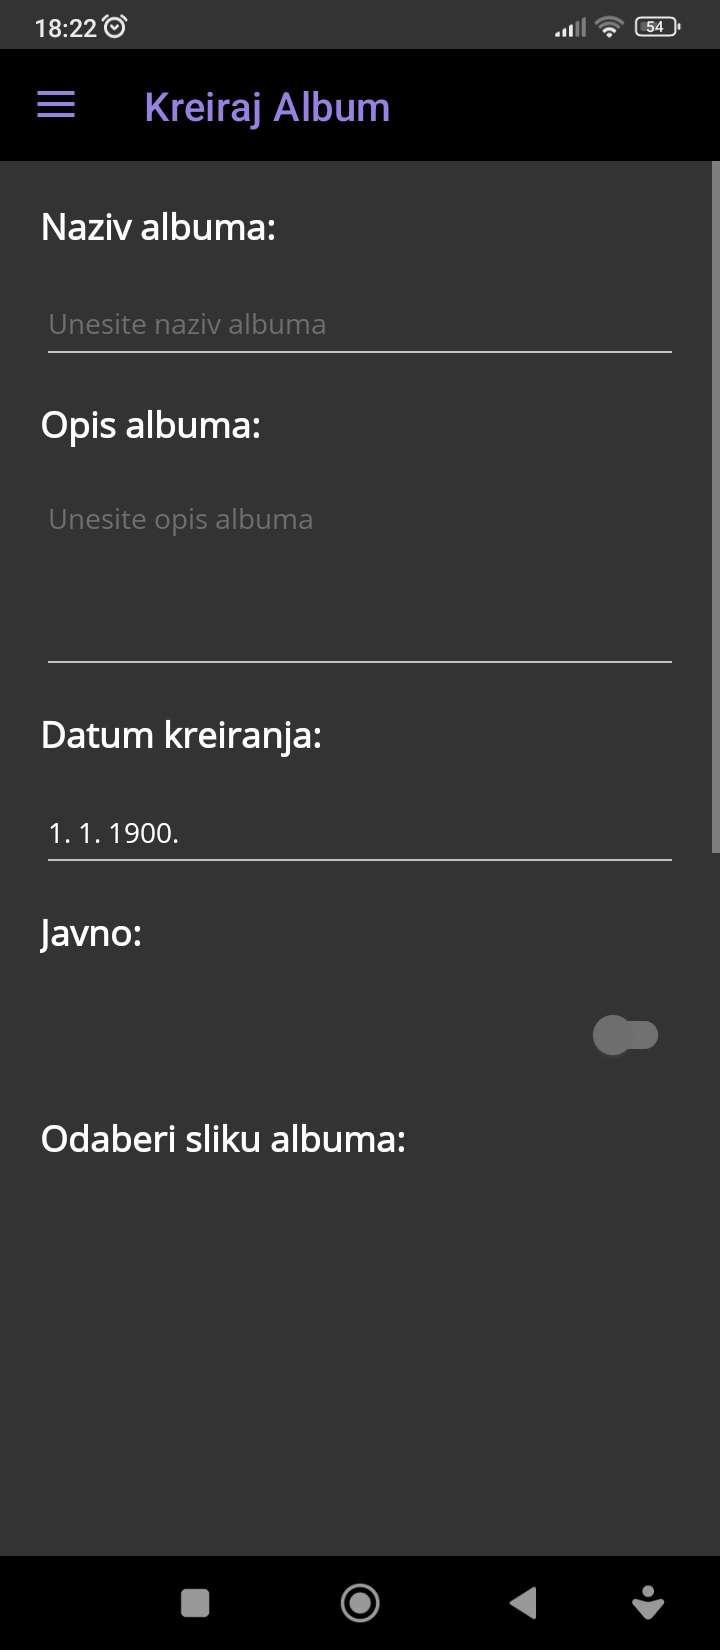 18:22
54
Kreiraj Album
Naziv albuma:
Unesite naziv albuma
Opis albuma:
Unesite opis albuma
Datum kreiranja:
1. 1. 1900.
Javno:
Odaberi sliku albuma: